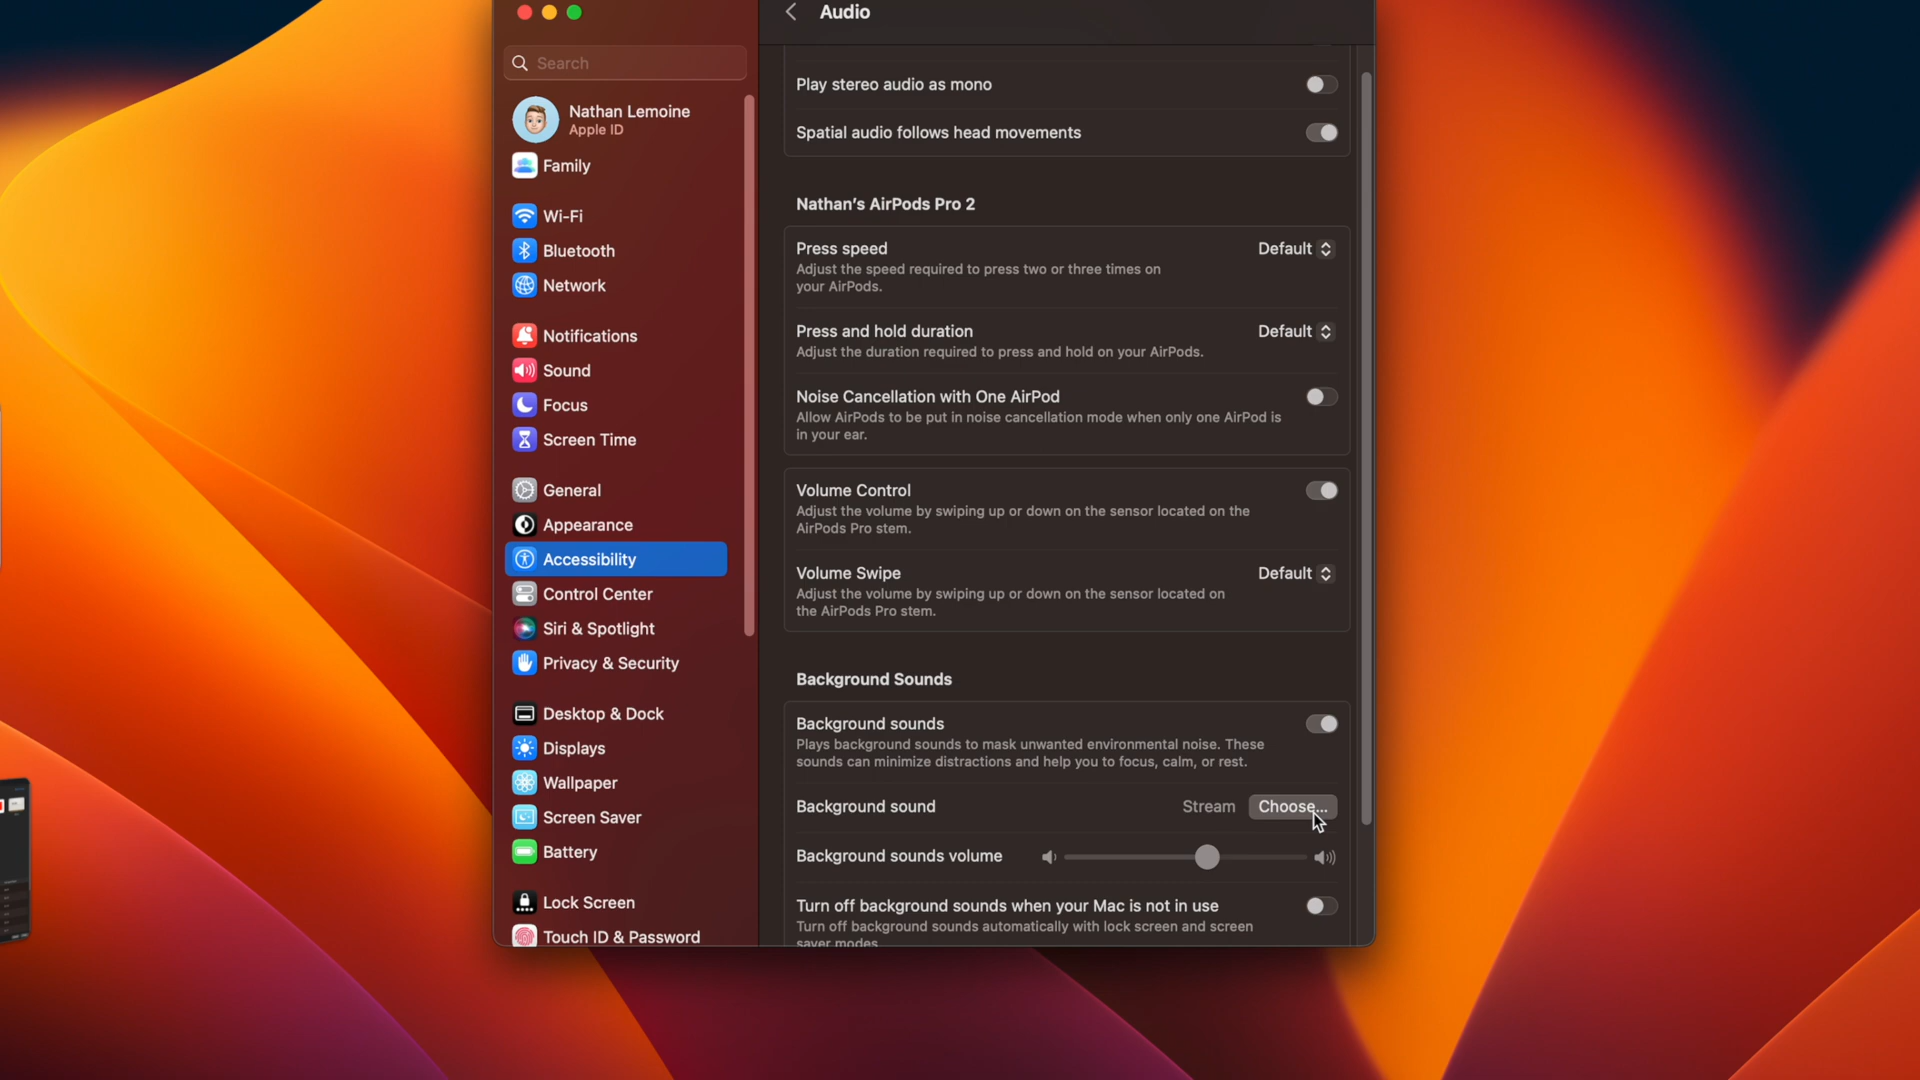 Audio
Search
Nathan Lemoine
Apple ID
Family
Wi-Fi
Bluetooth
Network
Notifications
Sound
Focus
Screen Time
General
Appearance
Accessibility
Control Center
Siri & Spotlight
Privacy & Security
Desktop & Dock
Displays
Wallpaper
Screen Saver
Battery
Lock Screen
Touch ID & Password
Play stereo audio as mono
Spatial audio follows head movements
Nathan's AirPods Pro 2
Press speed
Default
Adjust the speed required to press two or three times on
your AirPods.
Press and hold duration
Default
Adjust the duration required to press and hold on your AirPods.
Noise Cancellation with One AirPod
Allow AirPods to be put in noise cancellation mode when only one AirPod is
in your ear.
Volume Control
Adjust the volume by swiping up or down on the sensor located on the
AirPods Pro stem.
Volume Swipe
Default
Adjust the volume by swiping up or down on the sensor located on
the AirPods Pro stem.
Background Sounds
Background sounds
Plays background sounds to mask unwanted environmental noise. These
sounds can minimize distractions and help you to focus, calm, or rest.
Background sound
Stream
Choose...
Background sounds volume
Turn off background sounds when your Mac is not in use
Turn off background sounds automatically with lock screen and screen
saver modes